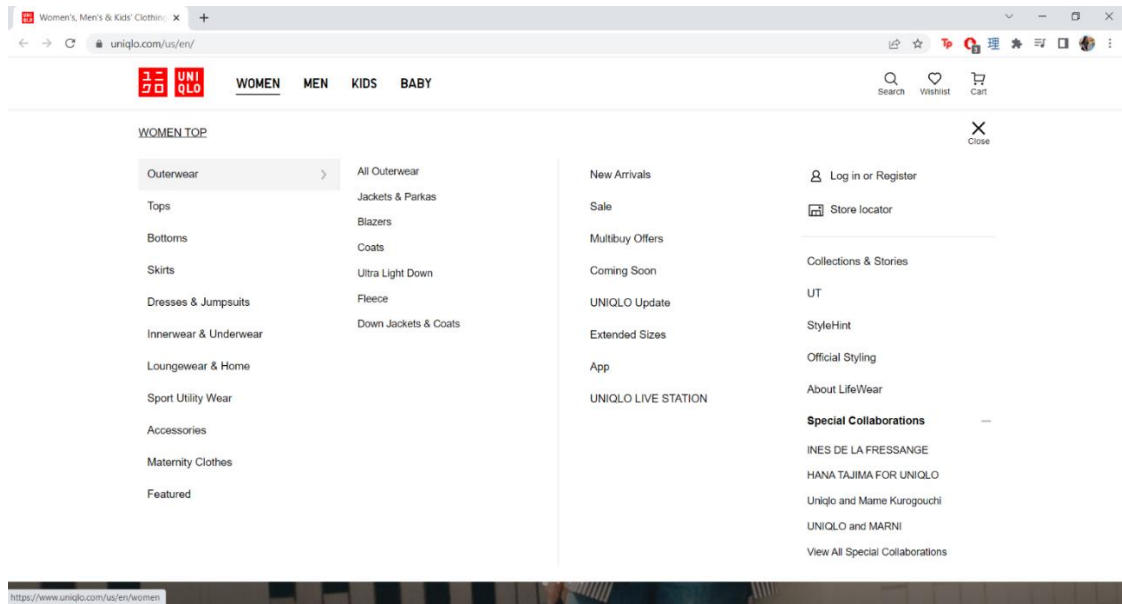 Women's, Men's & Kids' Clothing
uniqlo.com/us/en/
ユニ
クロ
UNI
QLO
WOMEN MEN KIDS BABY
Search Wishlist Cart
WOMEN TOP
Close
Outerwear
Tops
Bottoms
Skirts
Dresses & Jumpsuits
Innerwear & Underwear
Loungewear & Home
Sport Utility Wear
Accessories
Maternity Clothes
Featured
All Outerwear
Jackets & Parkas
Blazers
Coats
Ultra Light Down
Fleece
Down Jackets & Coats
New Arrivals
Sale
Multibuy Offers
Coming Soon
UNIQLO Update
Extended Sizes
App
UNIQLO LIVE STATION
Log in or Register
Store locator
Collections & Stories
UT
StyleHint
Official Styling
About LifeWear
Special Collaborations
INES DE LA FRESSANGE
HANA TAJIMA FOR UNIQLO
Uniqlo and Mame Kurogouchi
UNIQLO and MARNI
View All Special Collaborations
https://www.uniqlo.com/us/en/women